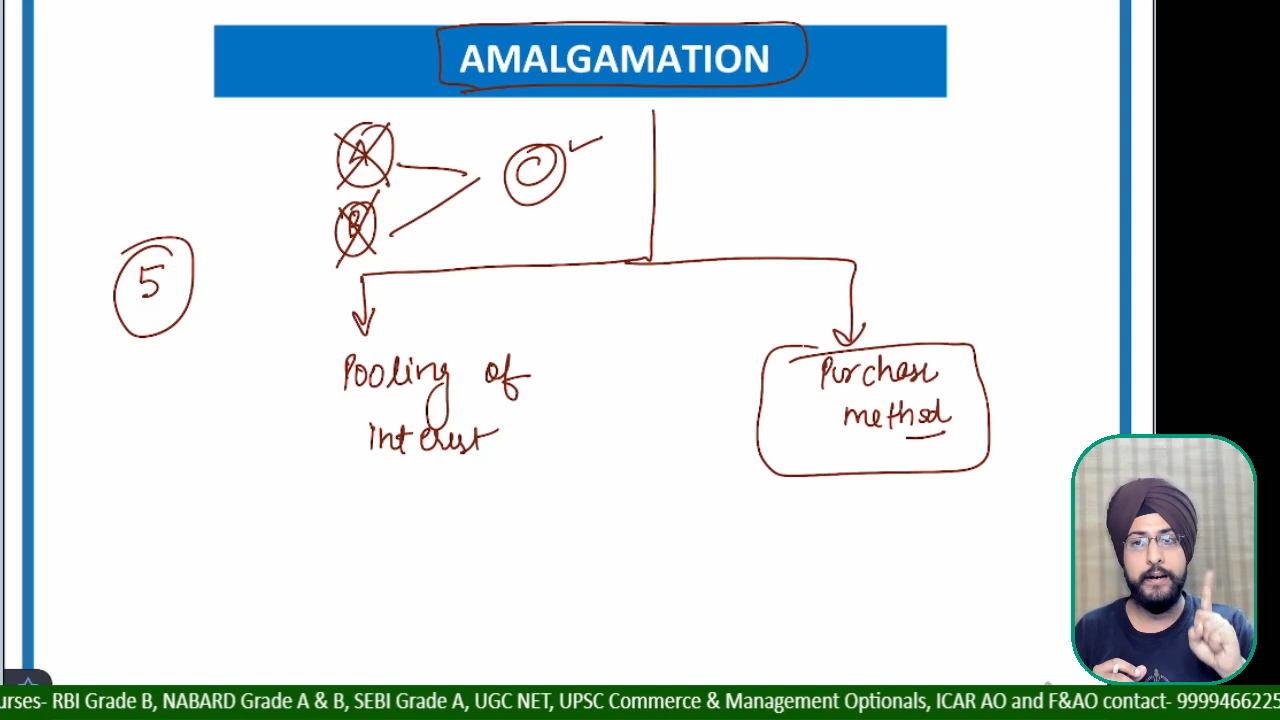 AMALGAMATION
A
B
C
5
Pooling of
interest
Purchase
method
urses- RBI Grade B, NABARD Grade A & B, SEBI Grade A, UGC NET, UPSC Commerce & Management Optionals, ICAR AO and F&AO contact- 9999466225